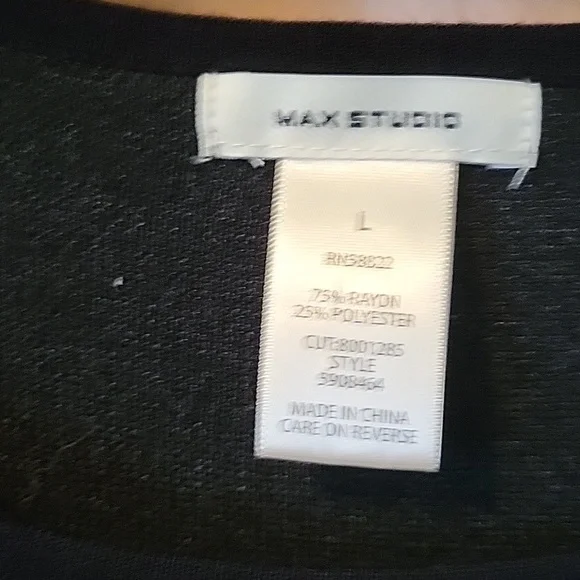 MAX STUDIO
L
RN58822
75% RAYON
25% POLYESTER
CUT:8001285
STYLE
5908464
MADE IN CHINA
CARE ON REVERSE